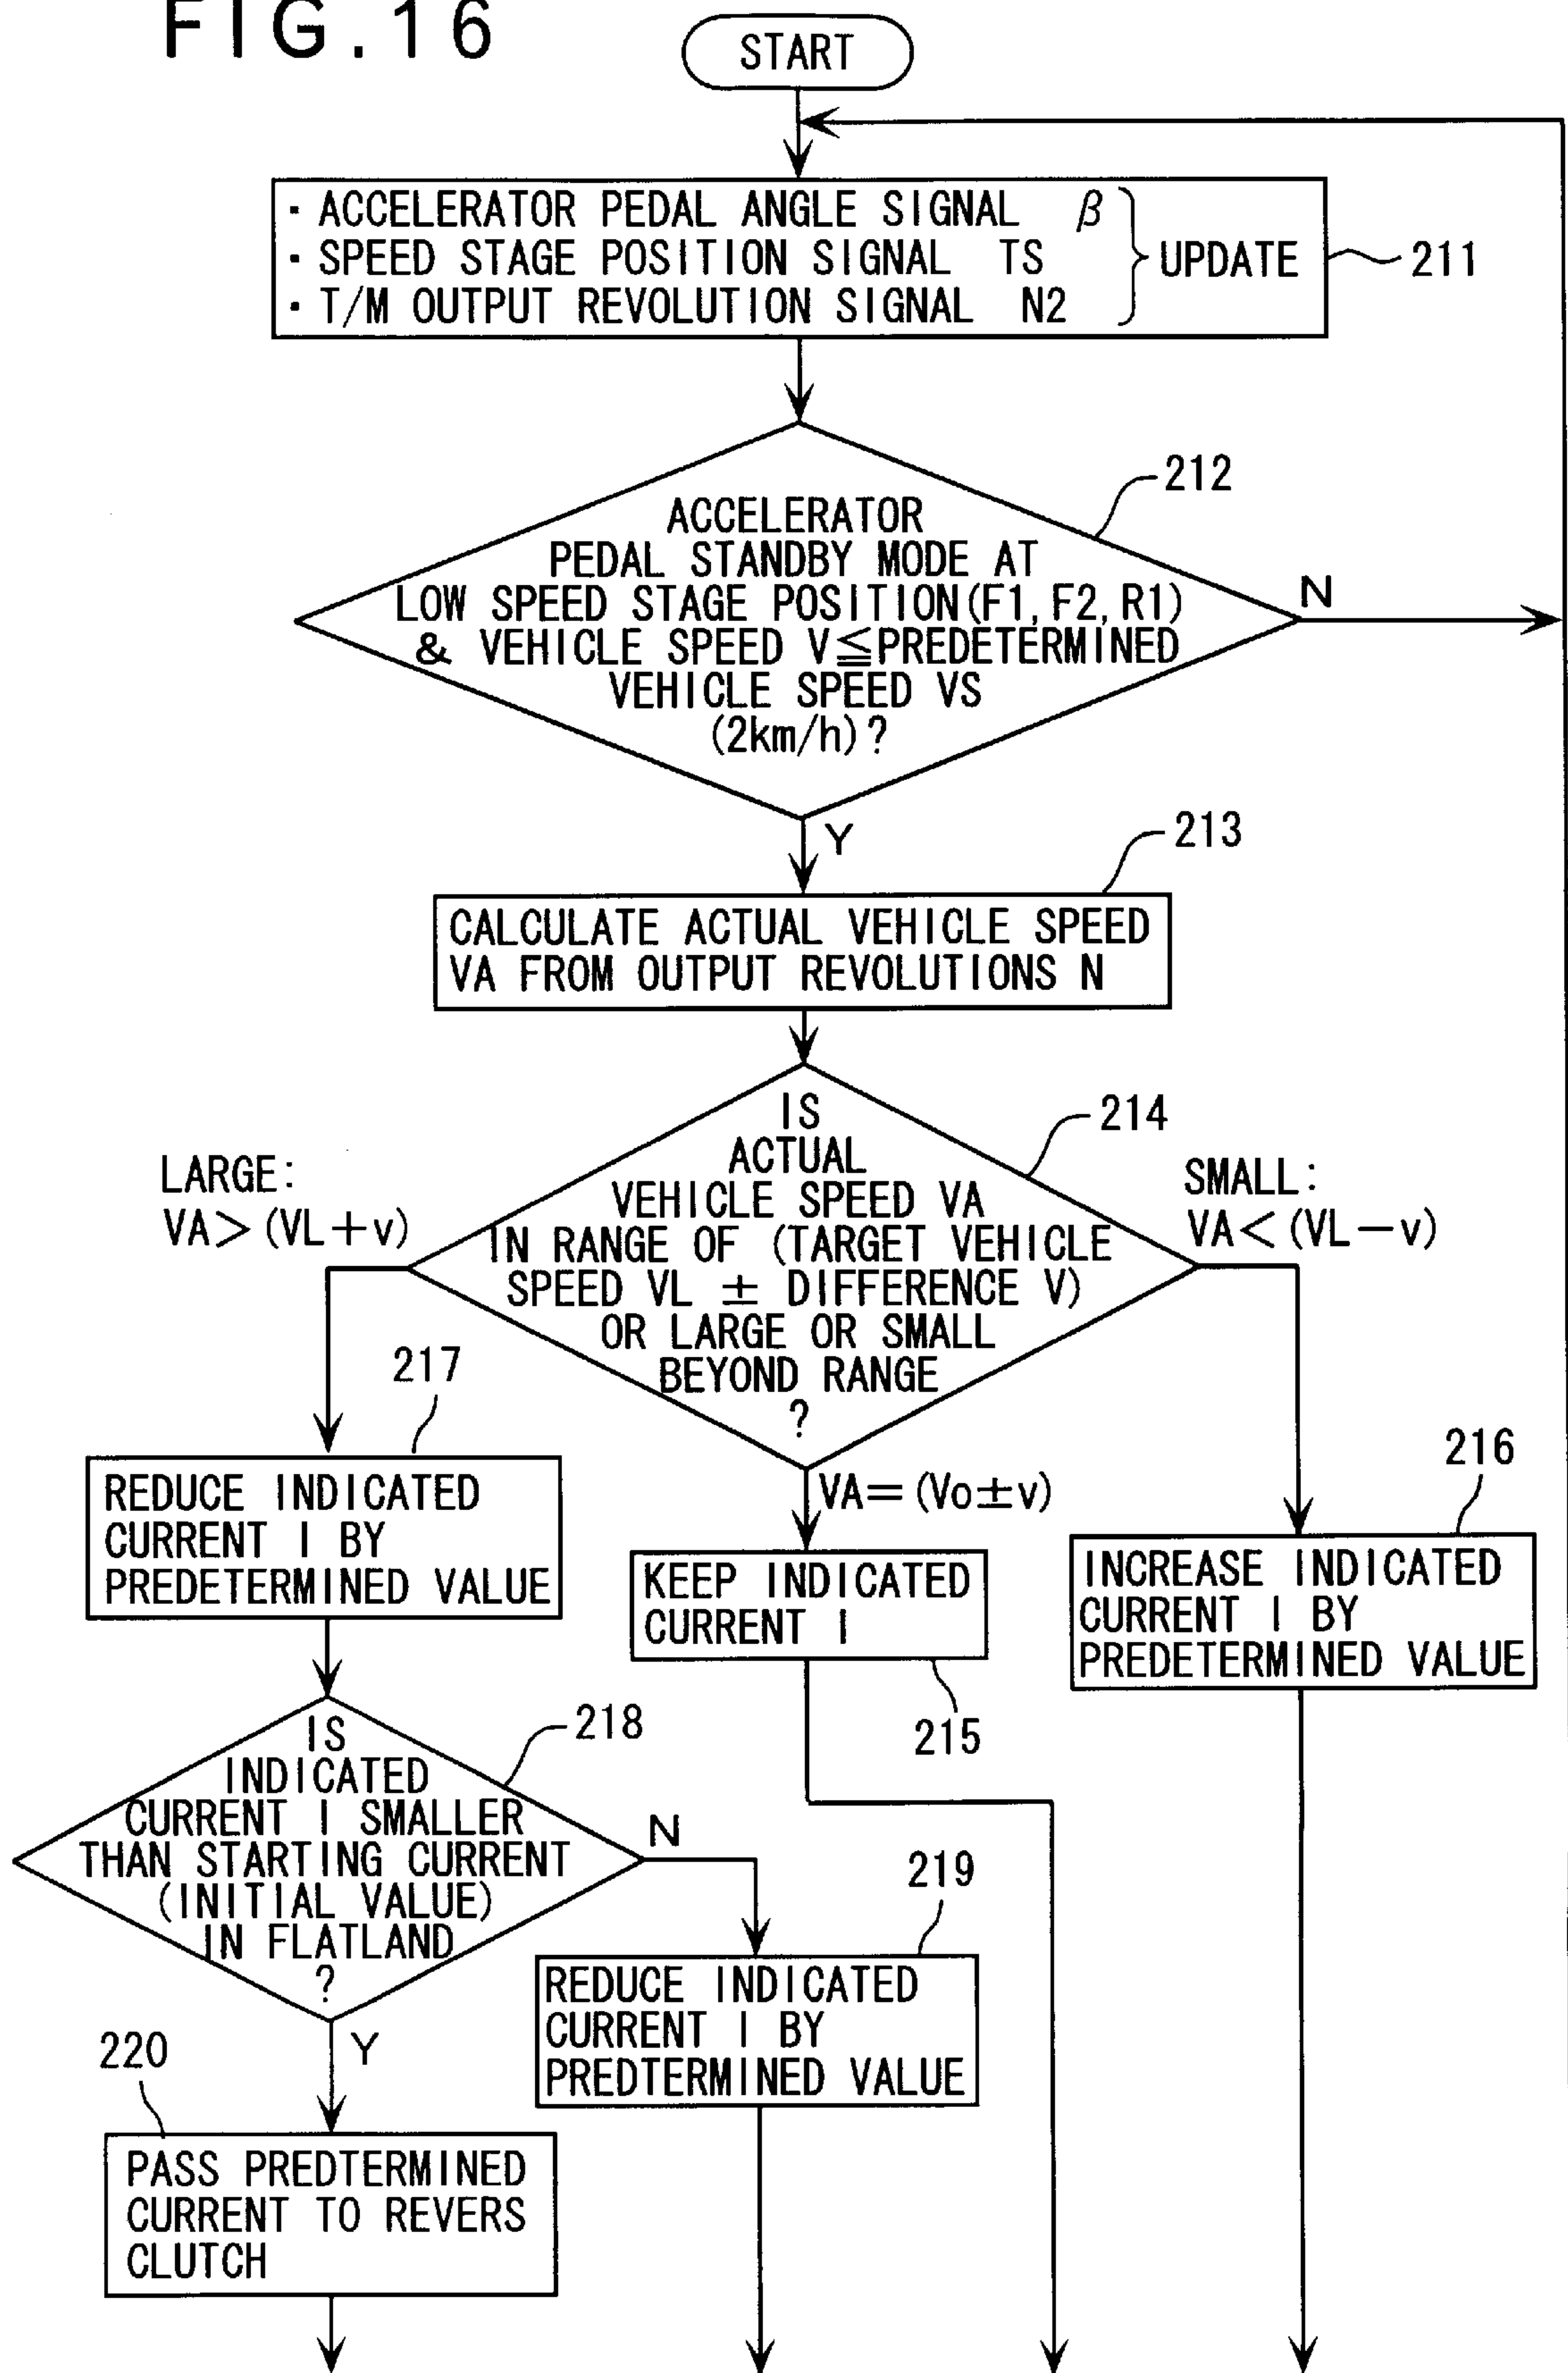 FIG.16
START
· ACCELERATOR PEDAL ANGLE SIGNAL β
· SPEED STAGE POSITION SIGNAL TS
· T/M OUTPUT REVOLUTION SIGNAL N2
UPDATE
211
212
ACCELERATOR
PEDAL STANDBY MODE AT
LOW SPEED STAGE POSITION(F1,F2,R1)
& VEHICLE SPEED V≦PREDETERMINED
VEHICLE SPEED VS
(2km/h)?
N
Y
213
CALCULATE ACTUAL VEHICLE SPEED
VA FROM OUTPUT REVOLUTIONS N
214
IS
ACTUAL
VEHICLE SPEED VA
IN RANGE OF (TARGET VEHICLE
SPEED VL ± DIFFERENCE V)
OR LARGE OR SMALL
BEYOND RANGE
?
LARGE:
VA>(VL+v)
SMALL:
VA<(VL−v)
VA=(Vo±v)
217
REDUCE INDICATED
CURRENT I BY
PREDETERMINED VALUE
KEEP INDICATED
CURRENT I
215
216
INCREASE INDICATED
CURRENT I BY
PREDETERMINED VALUE
218
IS
INDICATED
CURRENT I SMALLER
THAN STARTING CURRENT
(INITIAL VALUE)
IN FLATLAND
?
N
Y
219
REDUCE INDICATED
CURRENT I BY
PREDTERMINED VALUE
220
PASS PREDTERMINED
CURRENT TO REVERS
CLUTCH